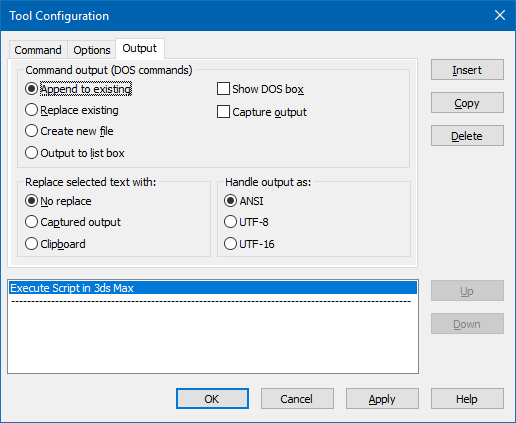 Tool Configuration
Command Options Output
Command output (DOS commands)
Append to existing
Show DOS box
Replace existing
Capture output
Create new file
Output to list box
Replace selected text with:
No replace
Captured output
Clipboard
Handle output as:
ANSI
UTF-8
UTF-16
Insert
Copy
Delete
Execute Script in 3ds Max
Up
Down
OK Cancel Apply Help